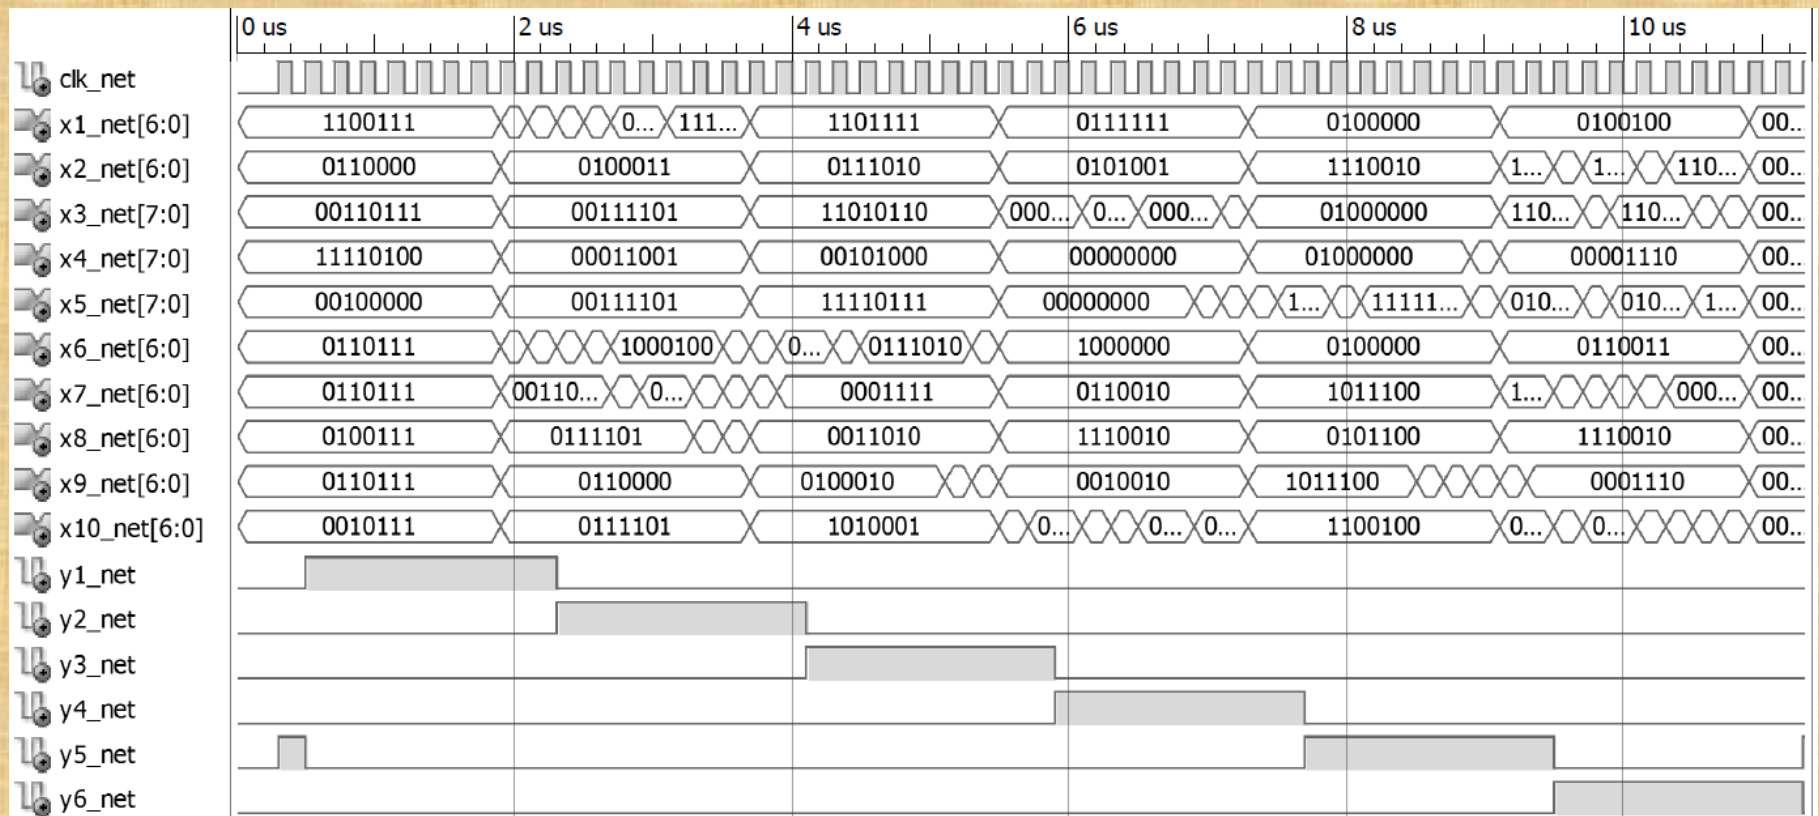 0 us 2 us 4 us 6 us 8 us 10 us
clk_net
x1_net[6:0] 1100111 0... 111... 1101111 0111111 0100000 0100100 00...
x2_net[6:0] 0110000 0100011 0111010 0101001 1110010 1... 1... 110... 00...
x3_net[7:0] 00110111 00111101 11010110 000... 0... 000... 01000000 110... 110... 00...
x4_net[7:0] 11110100 00011001 00101000 00000000 01000000 00001110 00...
x5_net[7:0] 00100000 00111101 11110111 00000000 1... 11111... 010... 010... 1... 00...
x6_net[6:0] 0110111 1000100 0... 0111010 1000000 0100000 0110011 00...
x7_net[6:0] 0110111 00110... 0... 0001111 0110010 1011100 1... 000... 00...
x8_net[6:0] 0100111 0111101 0011010 1110010 0101100 1110010 00...
x9_net[6:0] 0110111 0110000 0100010 0010010 1011100 0001110 00...
x10_net[6:0] 0010111 0111101 1010001 0... 0... 0... 1100100 0... 0... 00...
y1_net
y2_net
y3_net
y4_net
y5_net
y6_net